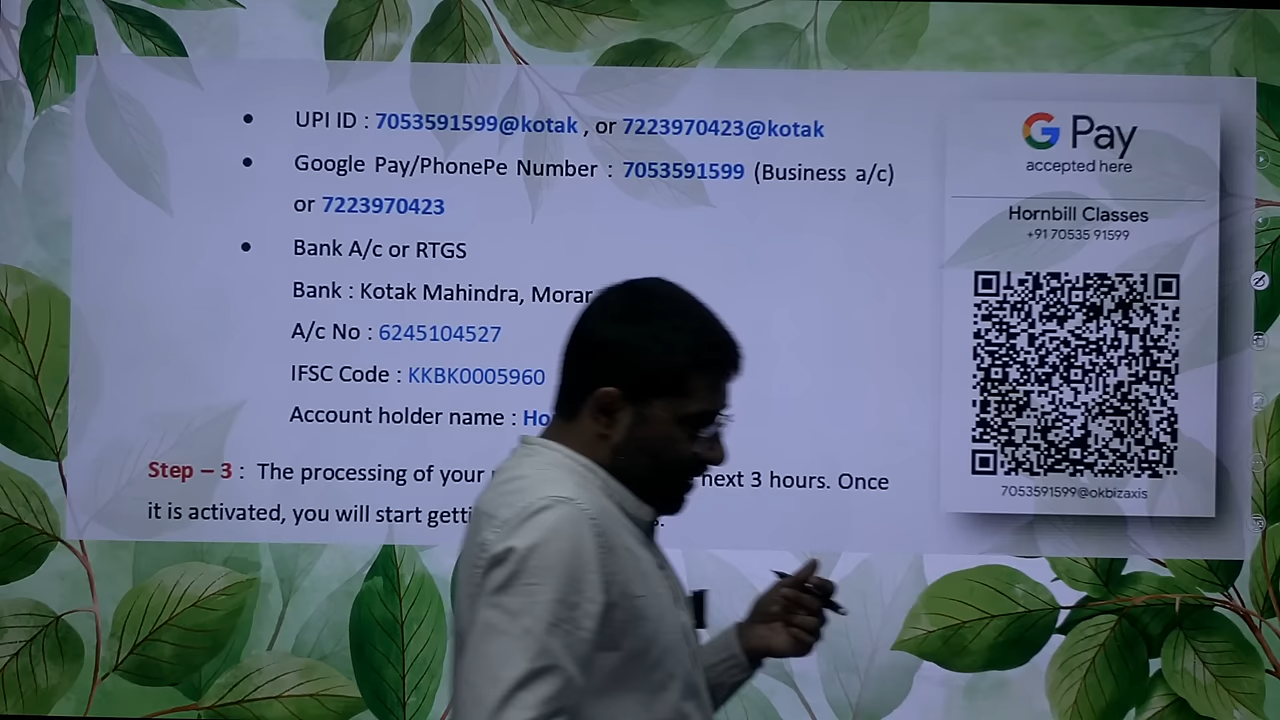 UPI ID : 7053591599@kotak , or 7223970423@kotak
Google Pay/PhonePe Number : 7053591599 (Business a/c)
or 7223970423
Bank A/c or RTGS
Bank : Kotak Mahindra, Morar
A/c No : 6245104527
IFSC Code : KKBK0005960
Account holder name :
Step – 3 : The processing of your next 3 hours. Once
it is activated, you will start
G Pay
accepted here
Hornbill Classes
+91 70535 91599
7053591599@okbizaxis